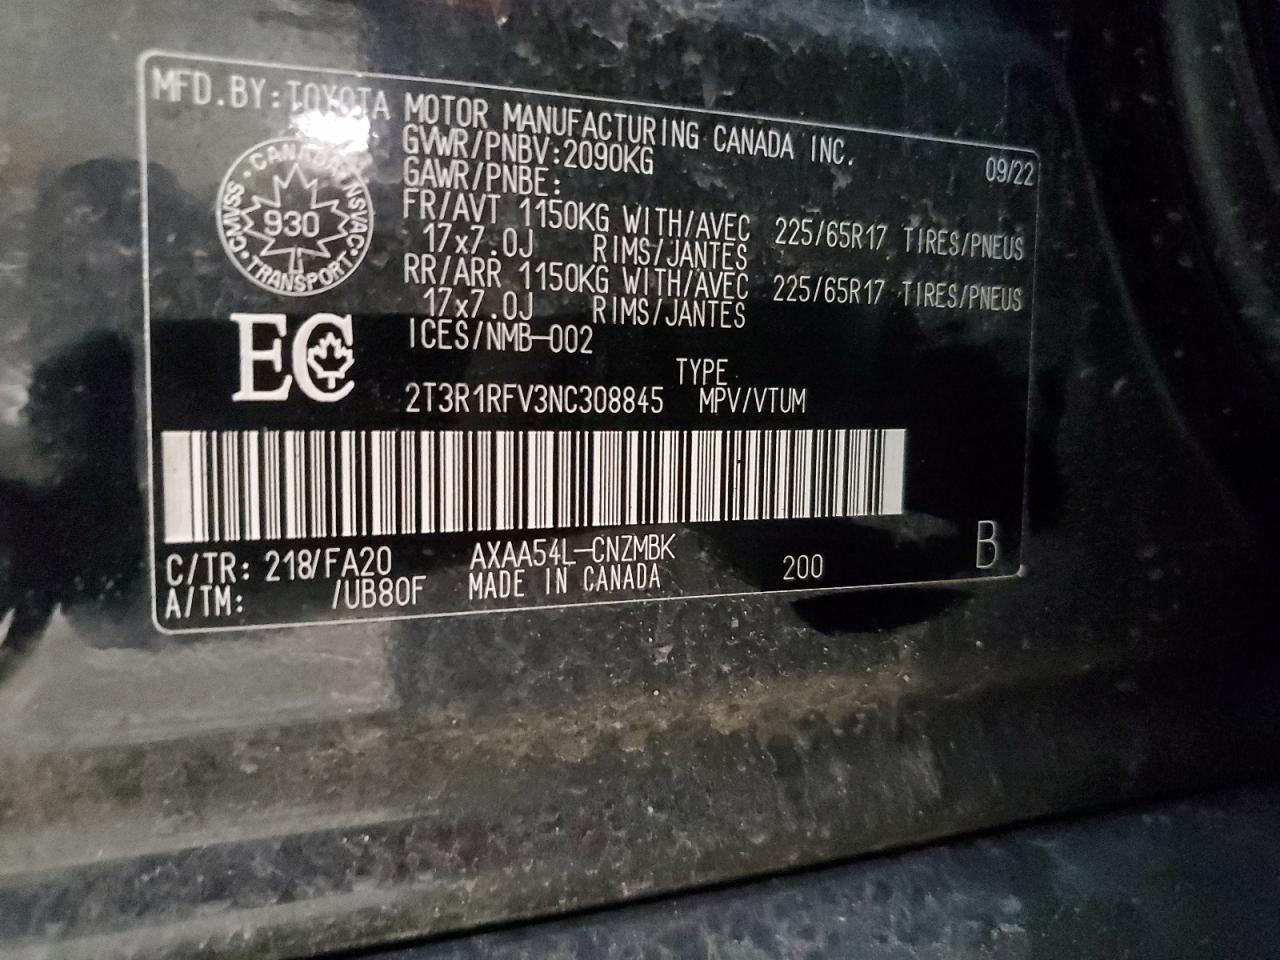 MFD.BY:TOYOTA MOTOR MANUFACTURING CANADA INC.
09/22
GVWR/PNBV:2090KG
GAWR/PNBE:
FR/AVT 1150KG WITH/AVEC 225/65R17 TIRES/PNEUS
17x7.0J RIMS/JANTES
RR/ARR 1150KG WITH/AVEC 225/65R17 TIRES/PNEUS
17x7.0J RIMS/JANTES
ICES/NMB-002
CANADA
930
TRANSPORT
CMVSS
NSVAC
EC
TYPE
2T3R1RFV3NC308845 MPV/VTUM
C/TR: 218/FA20 AXAA54L-CNZMBK 200 B
A/TM: /UB80F MADE IN CANADA